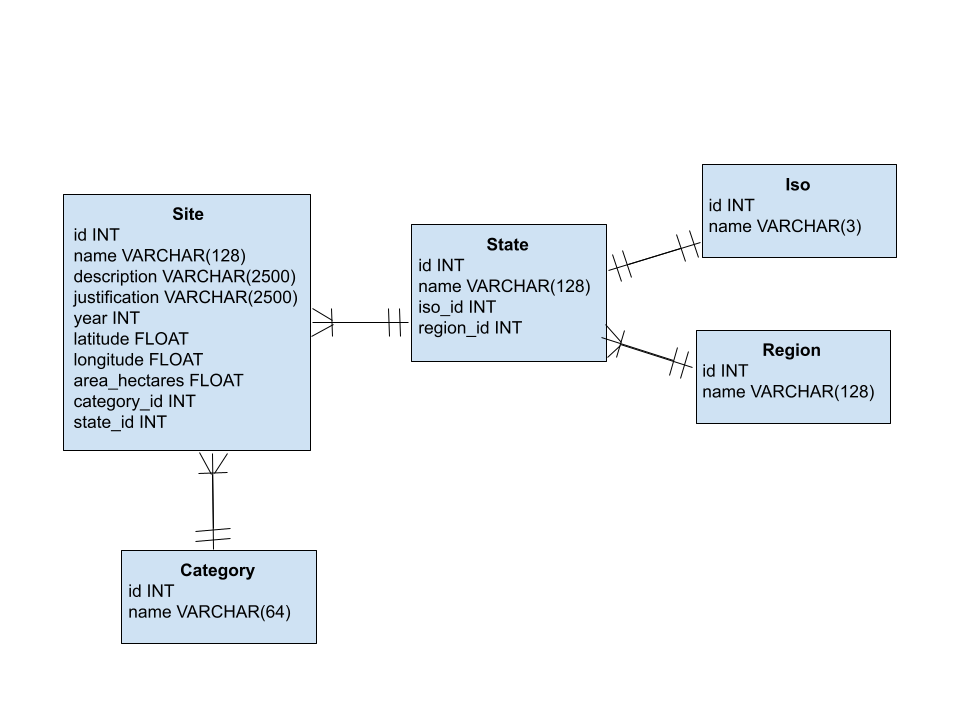 Site
id INT
name VARCHAR(128)
description VARCHAR(2500)
justification VARCHAR(2500)
year INT
latitude FLOAT
longitude FLOAT
area_hectares FLOAT
category_id INT
state_id INT
State
id INT
name VARCHAR(128)
iso_id INT
region_id INT
Iso
id INT
name VARCHAR(3)
Region
id INT
name VARCHAR(128)
Category
id INT
name VARCHAR(64)